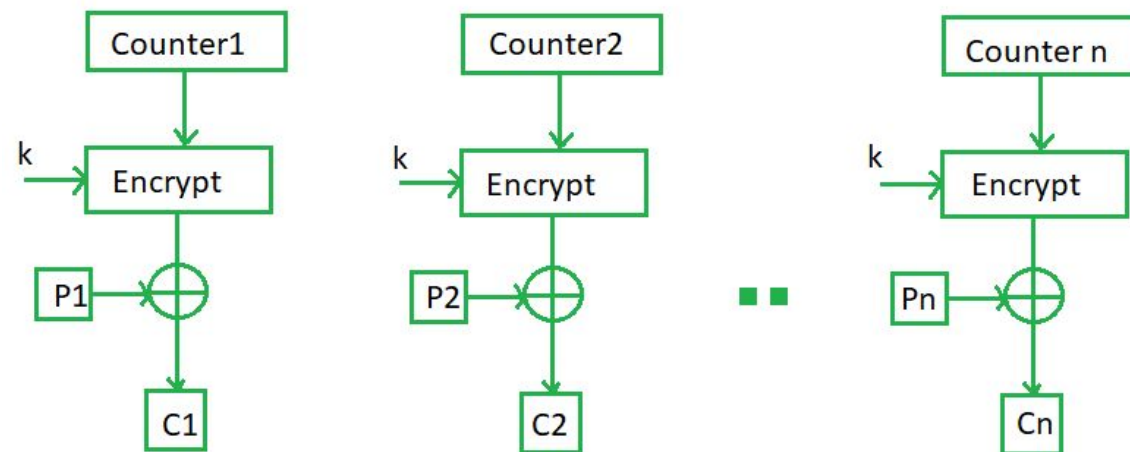 Counter1
Counter2
Counter n
k
Encrypt
k
Encrypt
k
Encrypt
P1
P2
Pn
C1
C2
Cn